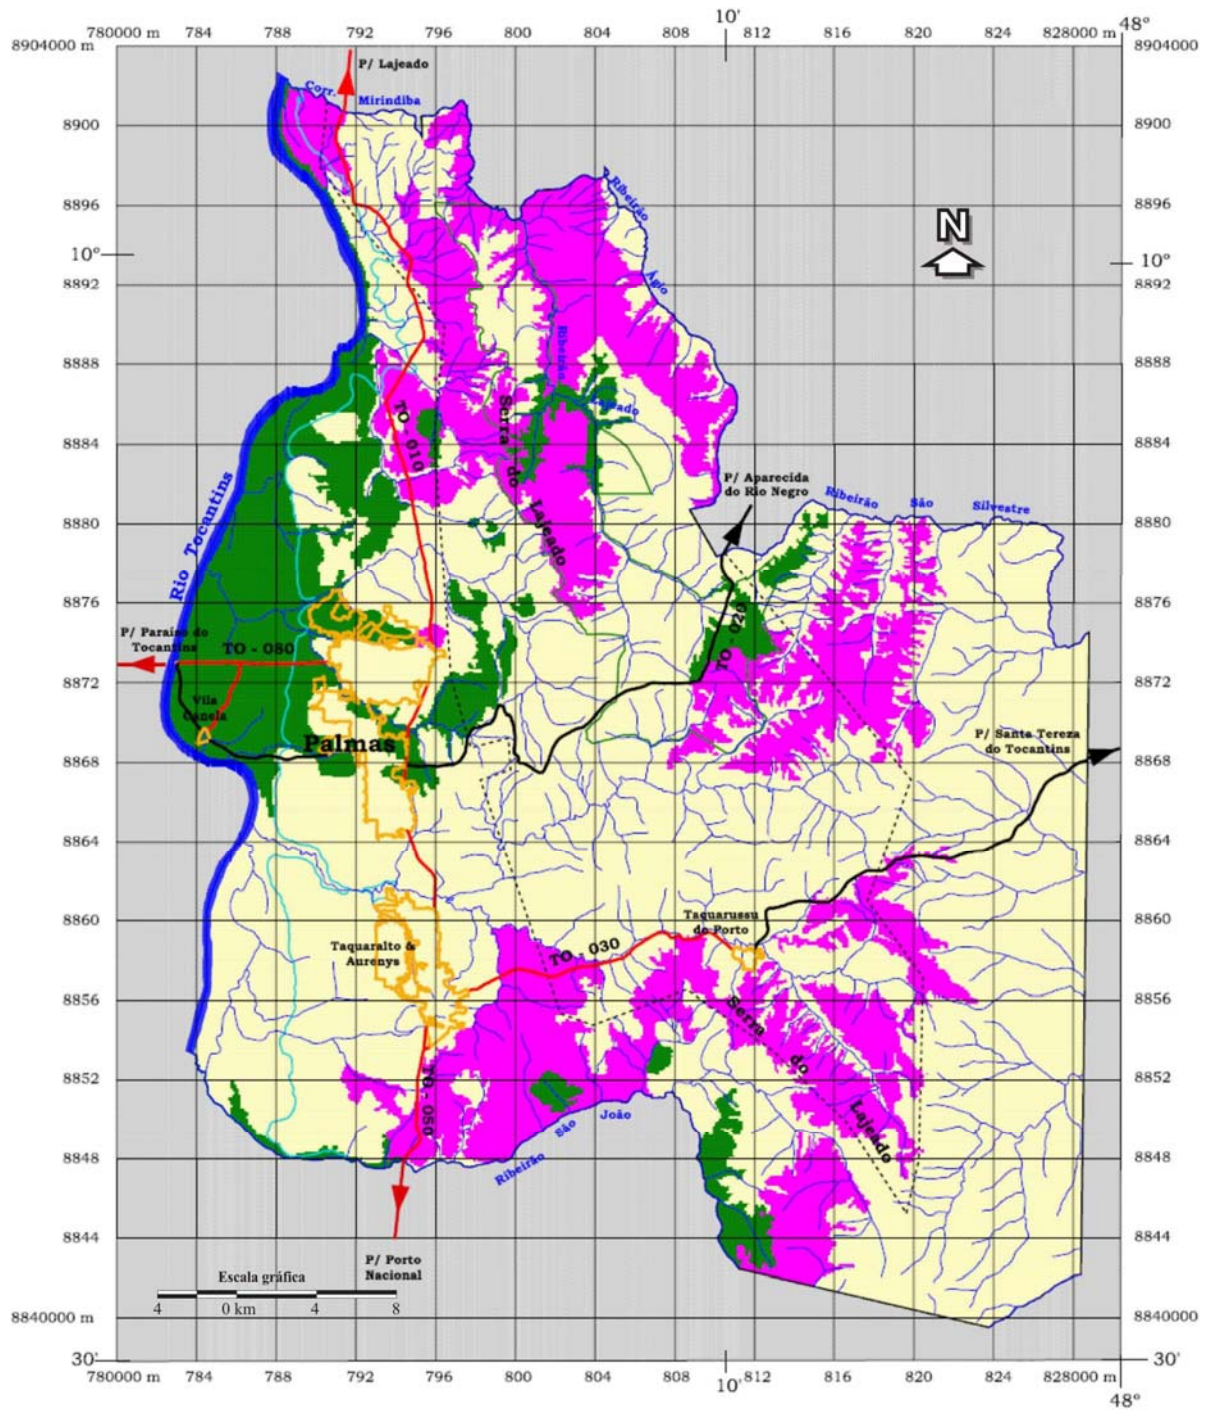 10'
48°
780000 m 784 788 792 796 800 804 808 812 816 820 824 828000 m
8904000 m
8904000
P/ Lajeado
Corr. Mirindiba
8900
8900
Ribeirão
8896
8896
N
10°
10°
Ágio
8892
8892
Ribeirão
8888
8888
Lajeado
TO - 010
Serra do Lajeado
8884
8884
P/ Aparecida
do Rio Negro
Rio Tocantins
Ribeirão São Silvestre
8880
8880
8876
8876
P/ Paraíso do
Tocantins
TO - 080
TO - 020
8872
8872
Vila
Canela
Palmas
P/ Santa Tereza
do Tocantins
8868
8868
8864
8864
8860
8860
Taquarussu
do Porto
Taquaralto &
Aurenys
TO - 030
8856
8856
Serra do Lajeado
8852
8852
TO - 050
São João
Ribeirão
8848
8848
8844
8844
P/ Porto
Nacional
Escala gráfica
4 0 km 4 8
8840000 m
8840000
30'
30'
780000 m 784 788 792 796 800 804 808 812 816 820 824 828000 m
10'
48°